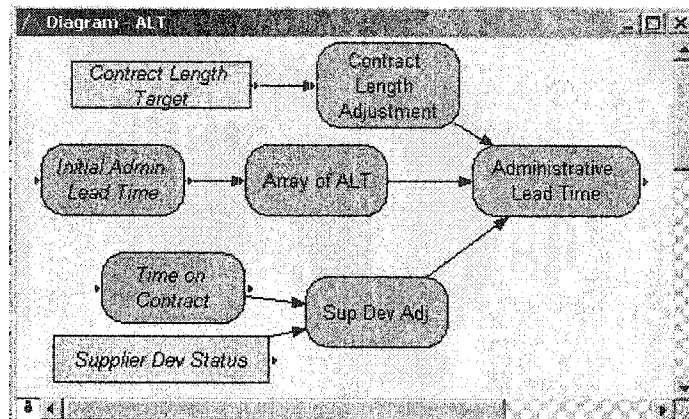 Diagram - ALT
Contract Length
Target
Contract
Length
Adjustment
Initial Admin
Lead Time
Array of ALT
Administrative
Lead Time
Time on
Contract
Sup Dev Adj
Supplier Dev Status